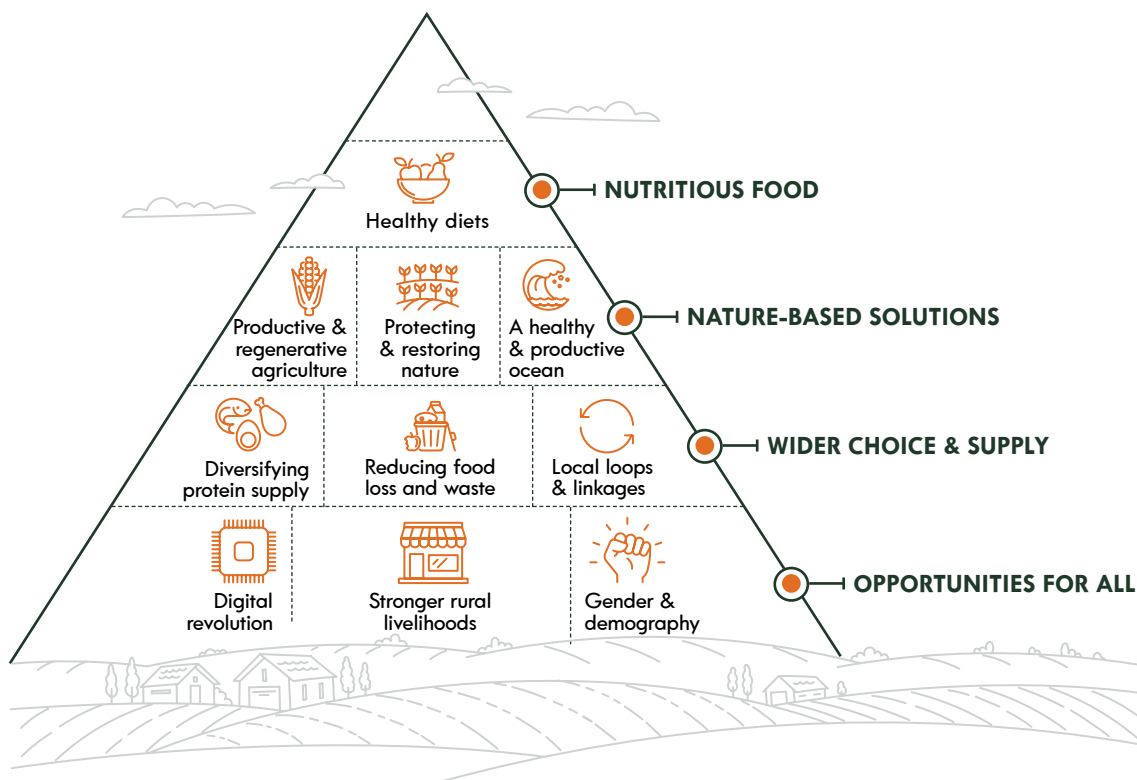 Healthy diets
NUTRITIOUS FOOD
Productive &
regenerative
agriculture
Protecting
& restoring
nature
A healthy
& productive
ocean
NATURE-BASED SOLUTIONS
Diversifying
protein supply
Reducing food
loss and waste
Local loops
& linkages
WIDER CHOICE & SUPPLY
Digital
revolution
Stronger rural
livelihoods
Gender &
demography
OPPORTUNITIES FOR ALL